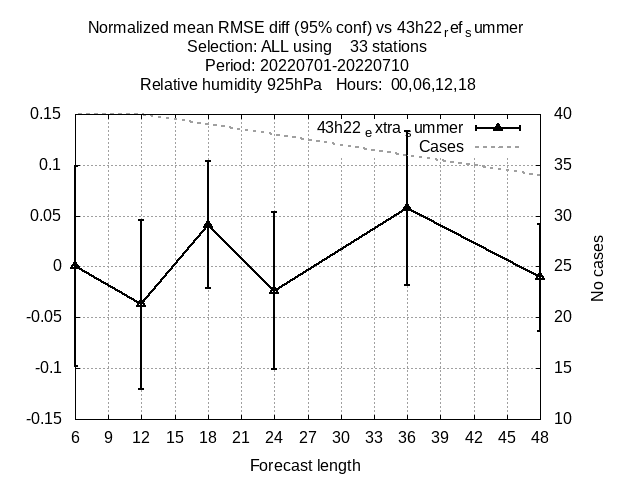 Normalized mean RMSE diff (95% conf) vs 43h22refsummer
Selection: ALL using 33 stations
Period: 20220701-20220710
Relative humidity 925hPa Hours: 00,06,12,18
43h22extrasummer
Cases
0.15
0.1
0.05
0
-0.05
-0.1
-0.15
40
35
30
25
20
15
10
No cases
6 9 12 15 18 21 24 27 30 33 36 39 42 45 48
Forecast length